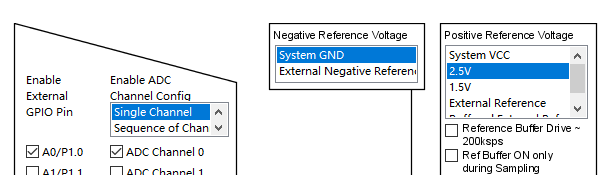 Negative Reference Voltage
System GND
External Negative Referen
Positive Reference Voltage
System VCC
2.5V
1.5V
External Reference
Reference Buffer Drive ~
200ksps
Ref Buffer ON only
during Sampling
Enable
External
GPIO Pin
Enable ADC
Channel Config
Single Channel
Sequence of Chan
A0/P1.0
ADC Channel 0
A1/P1.1
ADC Channel 1